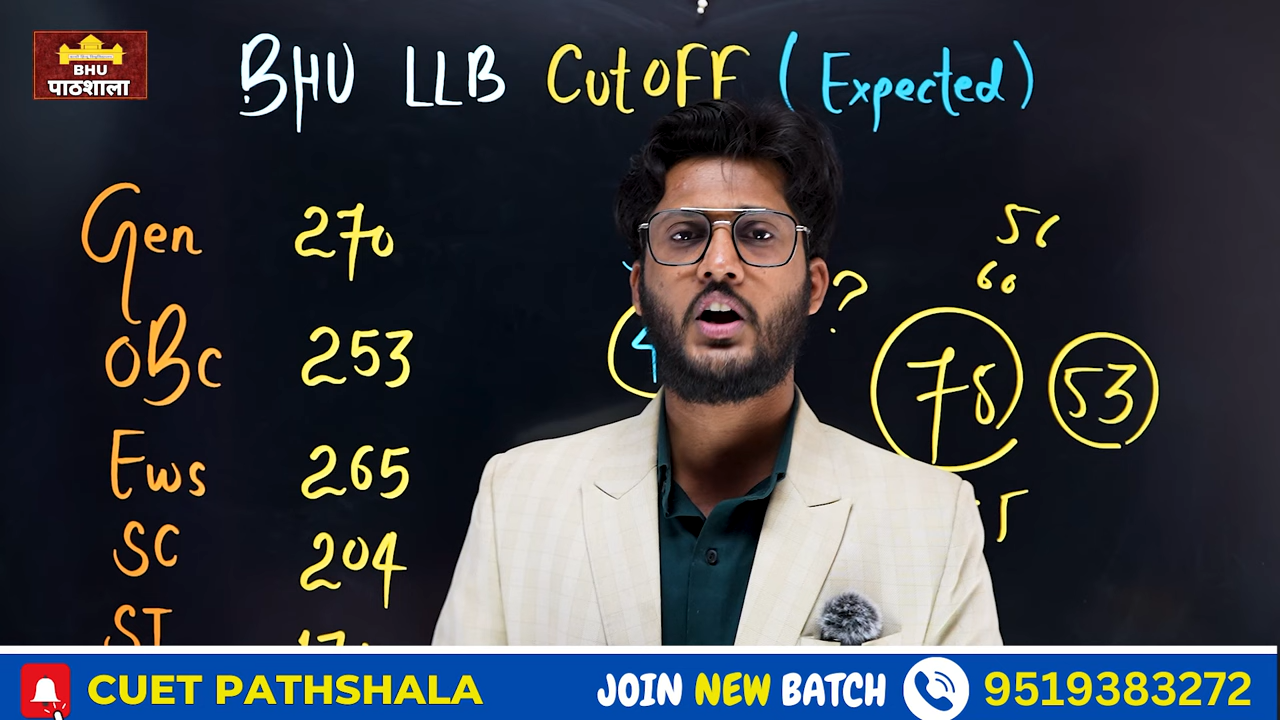 BHU
पाठशाला
BHU LLB CutOFF (Expected)
Gen 270
OBC 253
Ews 265
SC 204
ST
?
60
78 53
CUET PATHSHALA JOIN NEW BATCH 9519383272